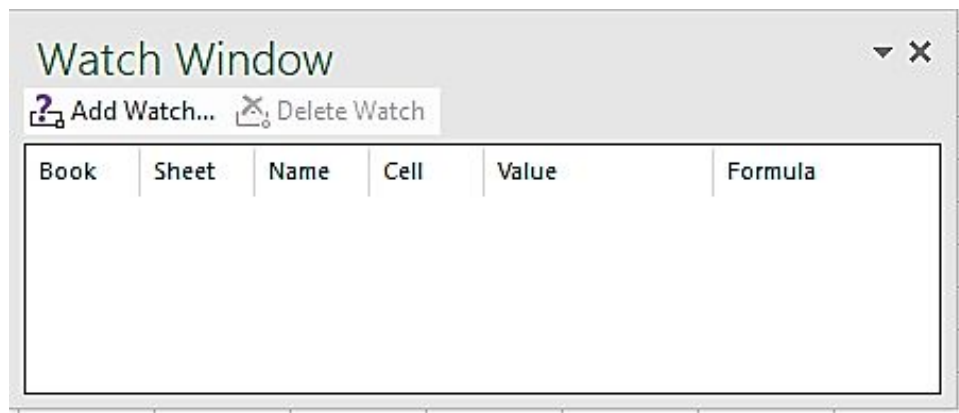 Watch Window
Add Watch... Delete Watch
Book Sheet Name Cell Value Formula